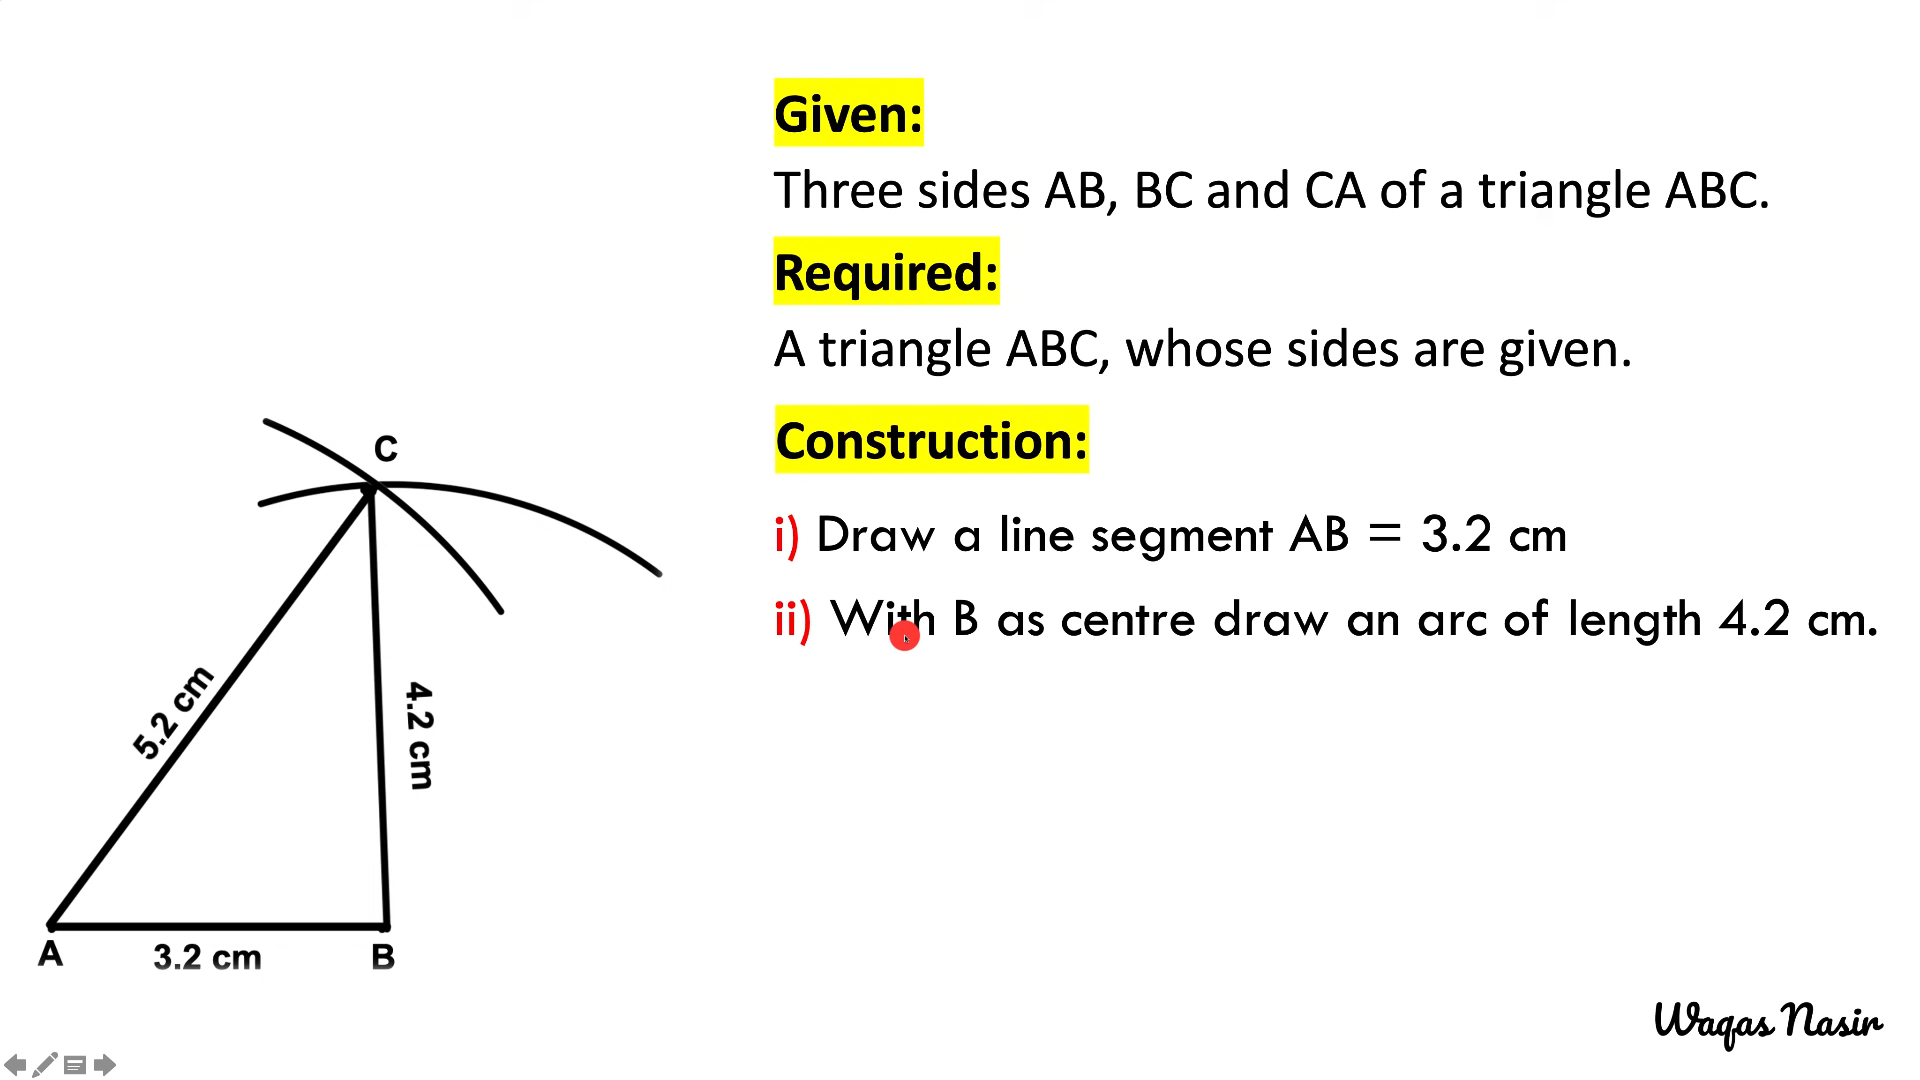 Given:
Three sides AB, BC and CA of a triangle ABC.
Required:
A triangle ABC, whose sides are given.
Construction:
i) Draw a line segment AB = 3.2 cm
ii) With B as centre draw an arc of length 4.2 cm.
C
5.2 cm
4.2 cm
A
3.2 cm
B
Waqas Nasir